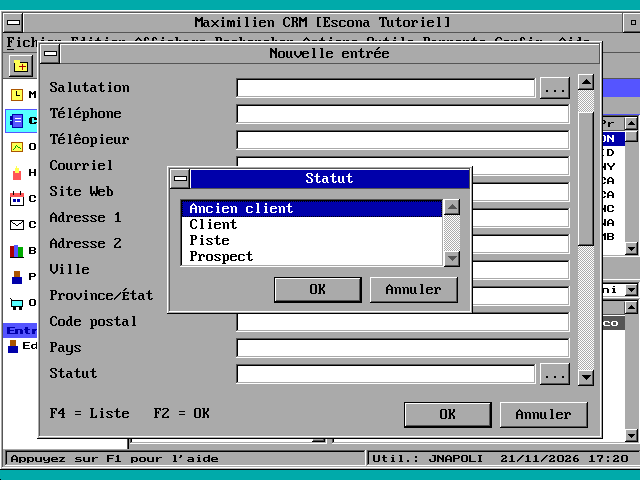 Maximilien CRM [Escona Tutoriel]
Nouvelle entrée
Salutation
...
Téléphone
Télêopieur
Courriel
Site Web
Adresse 1
Adresse 2
Ville
Province/État
Code postal
Pays
Statut
...
F4 = Liste F2 = OK
OK
Annuler
Statut
Ancien client
Client
Piste
Prospect
OK
Annuler
Appuyez sur F1 pour l'aide
Util.: JNAPOLI 21/11/2026 17:20